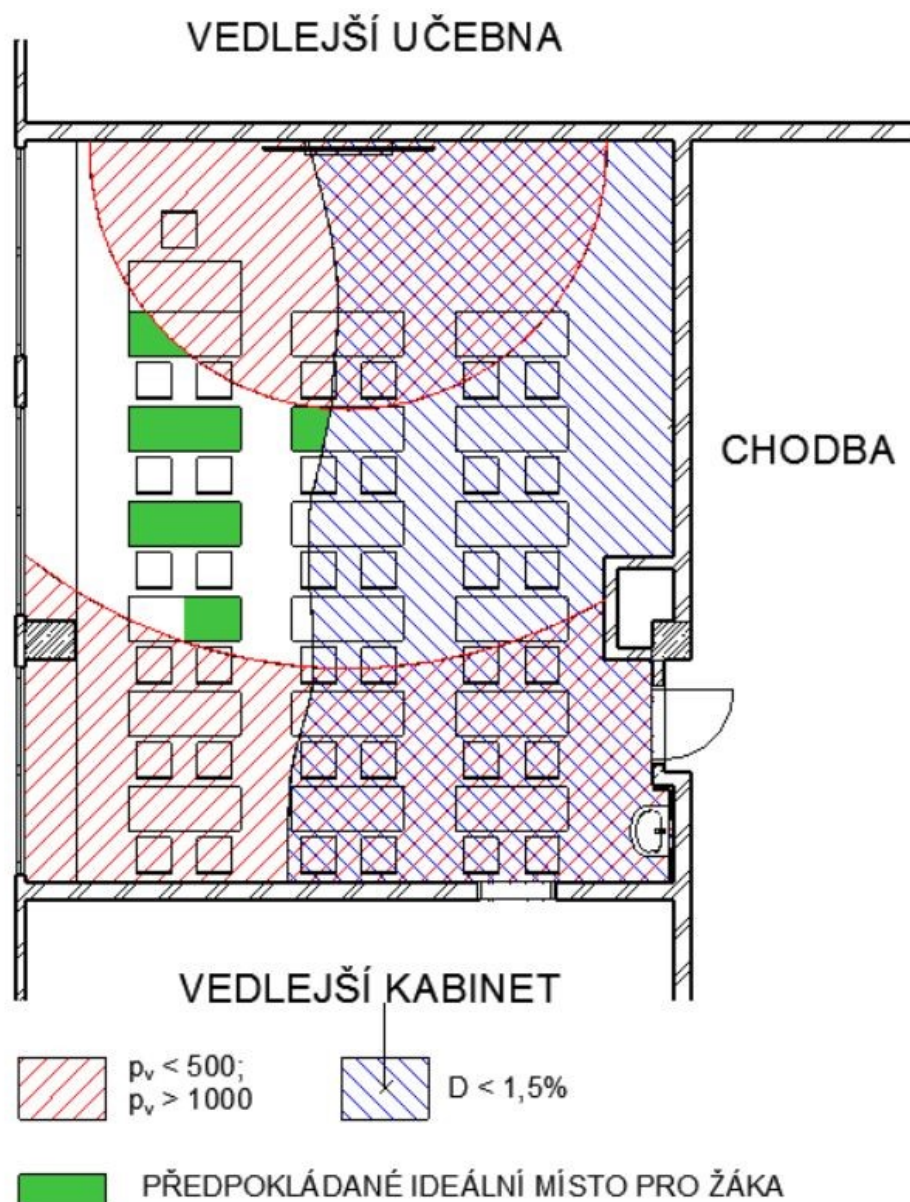 VEDLEJŠÍ UČEBNA
CHODBA
VEDLEJŠÍ KABINET
pᵥ < 500;
pᵥ > 1000
D < 1,5%
PŘEDPOKLÁDANÉ IDEÁLNÍ MÍSTO PRO ŽÁKA